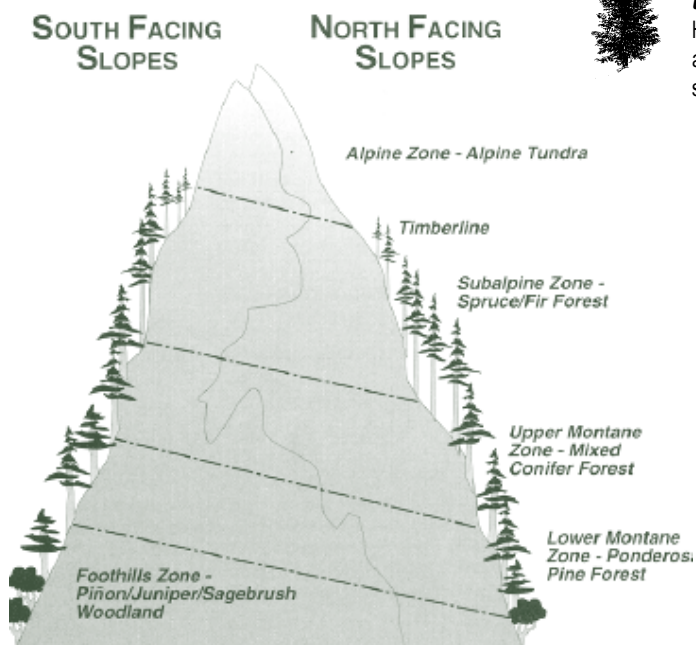 SOUTH FACING
SLOPES
NORTH FACING
SLOPES
H
a
s
Alpine Zone - Alpine Tundra
Timberline
Subalpine Zone -
Spruce/Fir Forest
Upper Montane
Zone - Mixed
Conifer Forest
Lower Montane
Zone - Ponderos
Pine Forest
Foothills Zone -
Piñon/Juniper/Sagebrush
Woodland